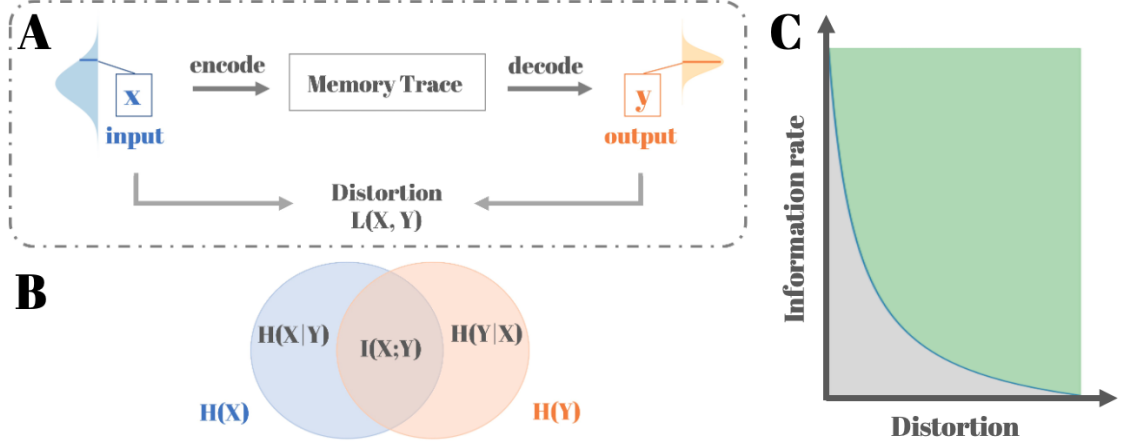 A
x
input
encode
Memory Trace
decode
y
output
Distortion
L(X, Y)
B
H(X|Y)
I(X;Y)
H(Y|X)
H(X)
H(Y)
C
Information rate
Distortion